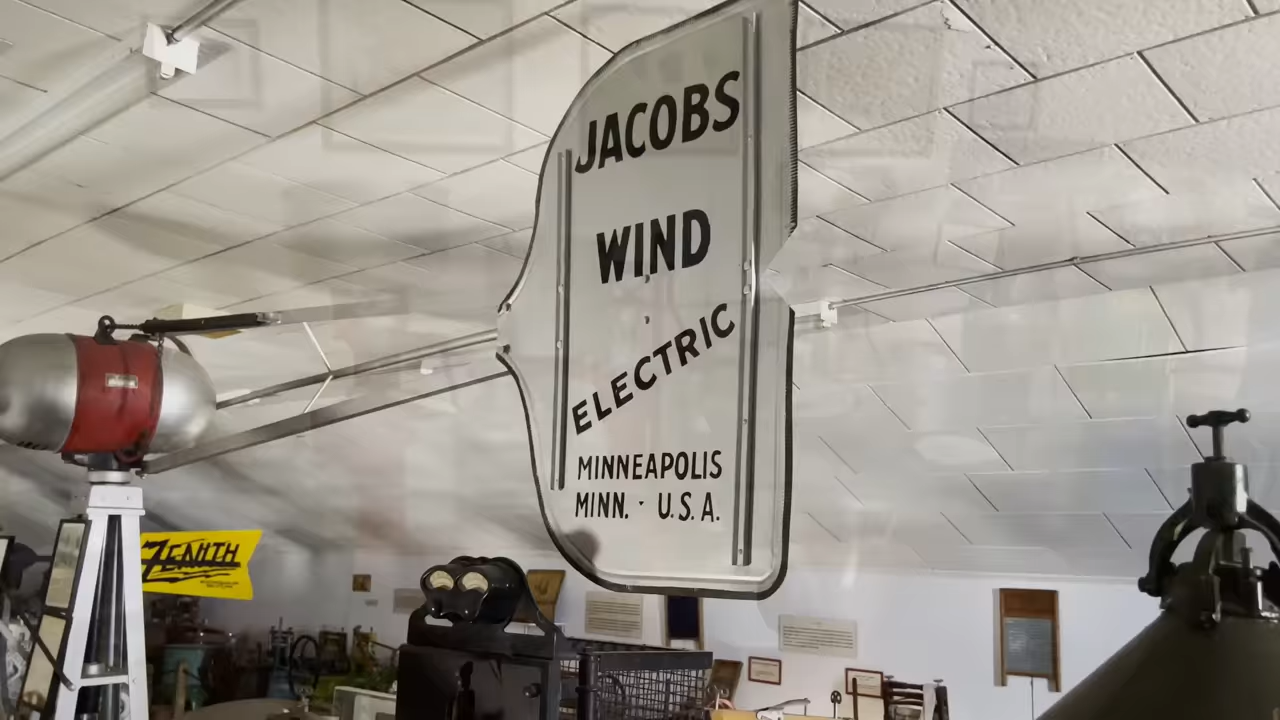 JACOBS
WIND
ELECTRIC
MINNEAPOLIS
MINN. · U.S.A.
ZENITH